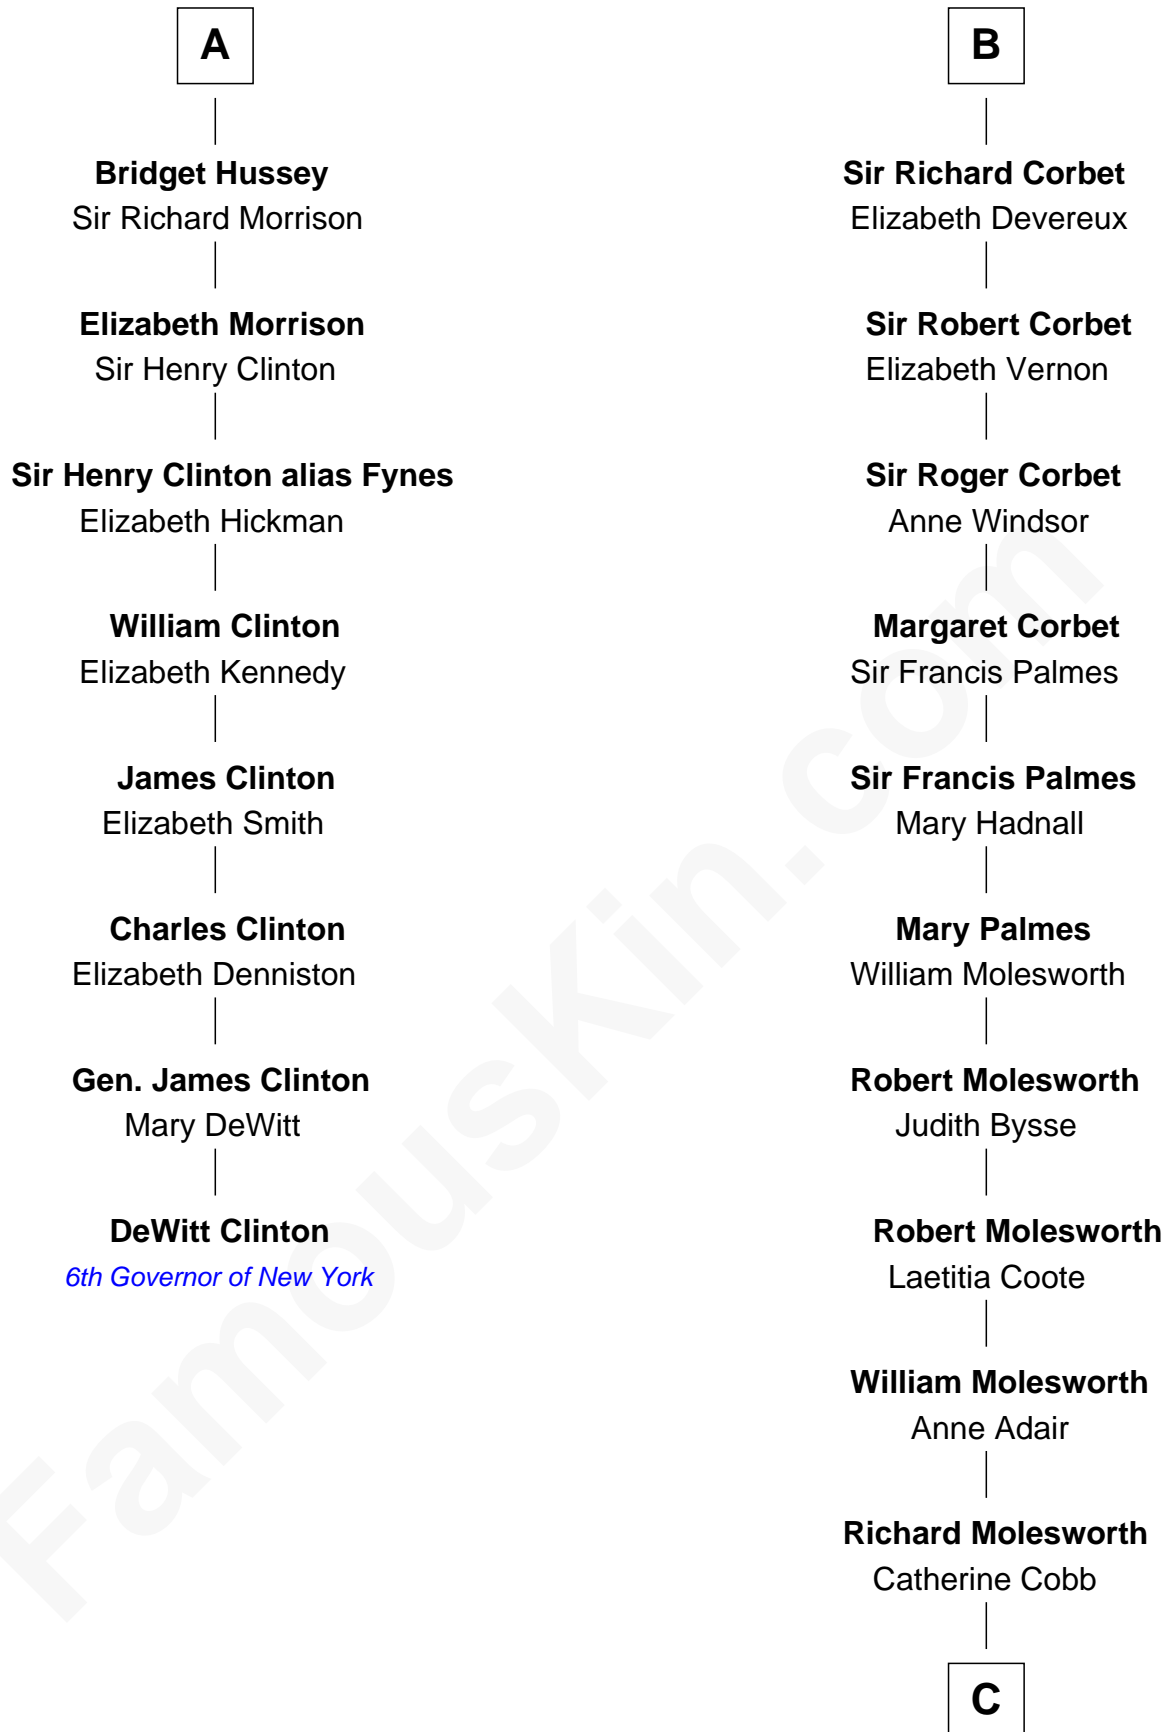 A
Bridget Hussey
Sir Richard Morrison
Elizabeth Morrison
Sir Henry Clinton
Sir Henry Clinton alias Fynes
Elizabeth Hickman
William Clinton
Elizabeth Kennedy
James Clinton
Elizabeth Smith
Charles Clinton
Elizabeth Denniston
Gen. James Clinton
Mary DeWitt
DeWitt Clinton
6th Governor of New York
B
Sir Richard Corbet
Elizabeth Devereux
Sir Robert Corbet
Elizabeth Vernon
Sir Roger Corbet
Anne Windsor
Margaret Corbet
Sir Francis Palmes
Sir Francis Palmes
Mary Hadnall
Mary Palmes
William Molesworth
Robert Molesworth
Judith Bysse
Robert Molesworth
Laetitia Coote
William Molesworth
Anne Adair
Richard Molesworth
Catherine Cobb
C
FamousKin.com